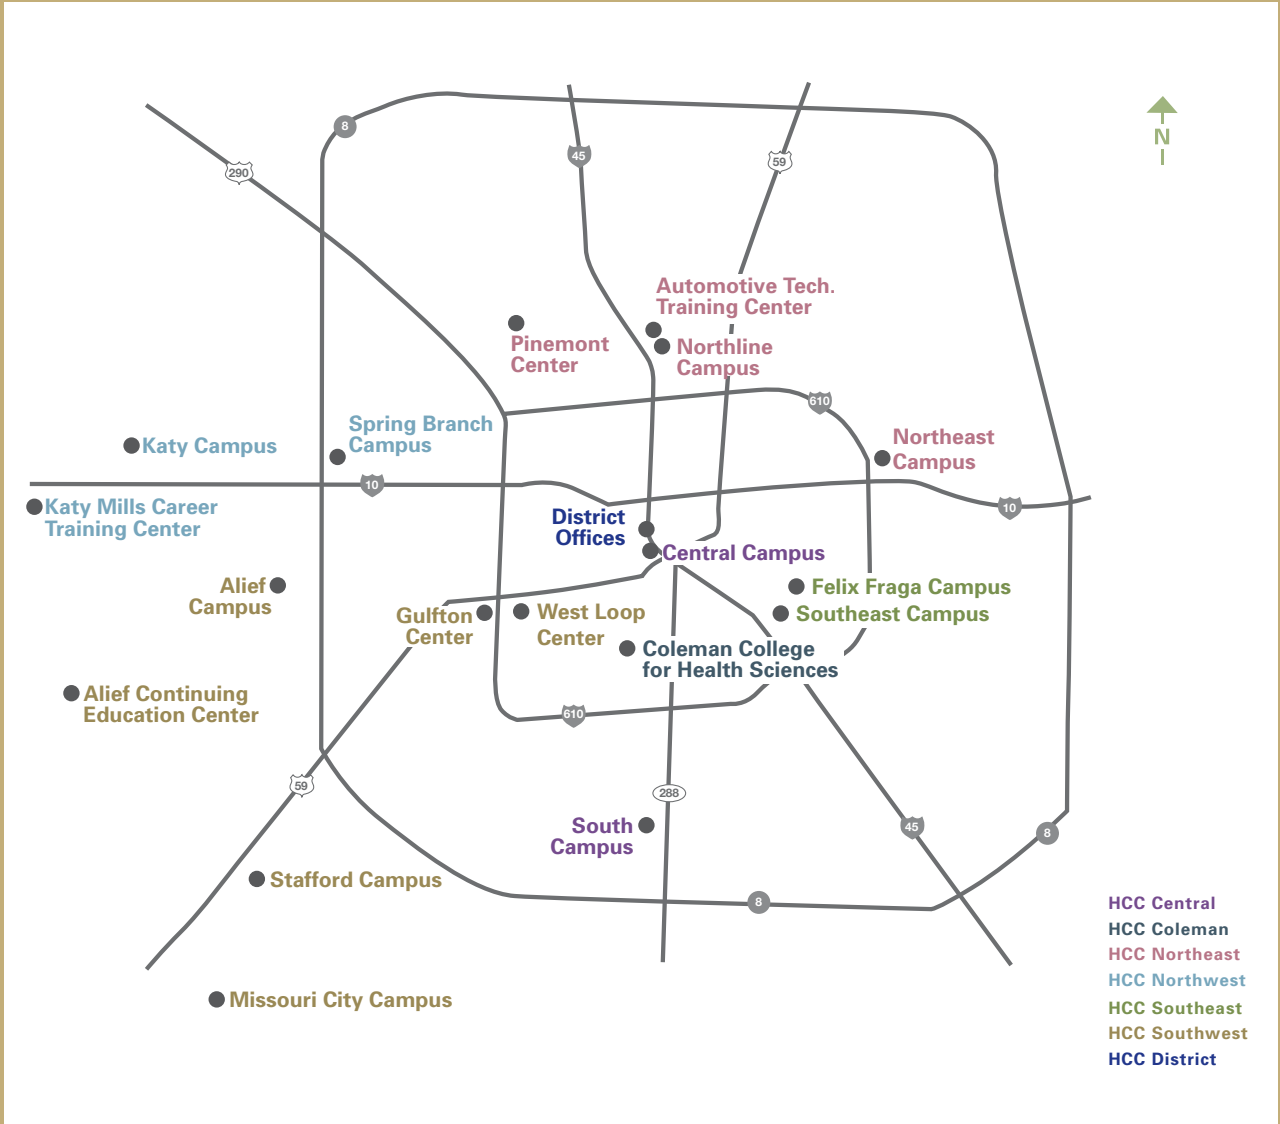 8
45
59
N
290
Automotive Tech.
Training Center
Pinemont
Center
Northline
Campus
610
Spring Branch
Campus
Katy Campus
Northeast
Campus
10
10
Katy Mills Career
Training Center
District
Offices
Central Campus
Alief
Campus
Felix Fraga Campus
Southeast Campus
Gulfton
Center
West Loop
Center
Coleman College
for Health Sciences
Alief Continuing
Education Center
610
59
288
South
Campus
45
8
Stafford Campus
8
HCC Central
HCC Coleman
HCC Northeast
HCC Northwest
Missouri City Campus
HCC Southeast
HCC Southwest
HCC District